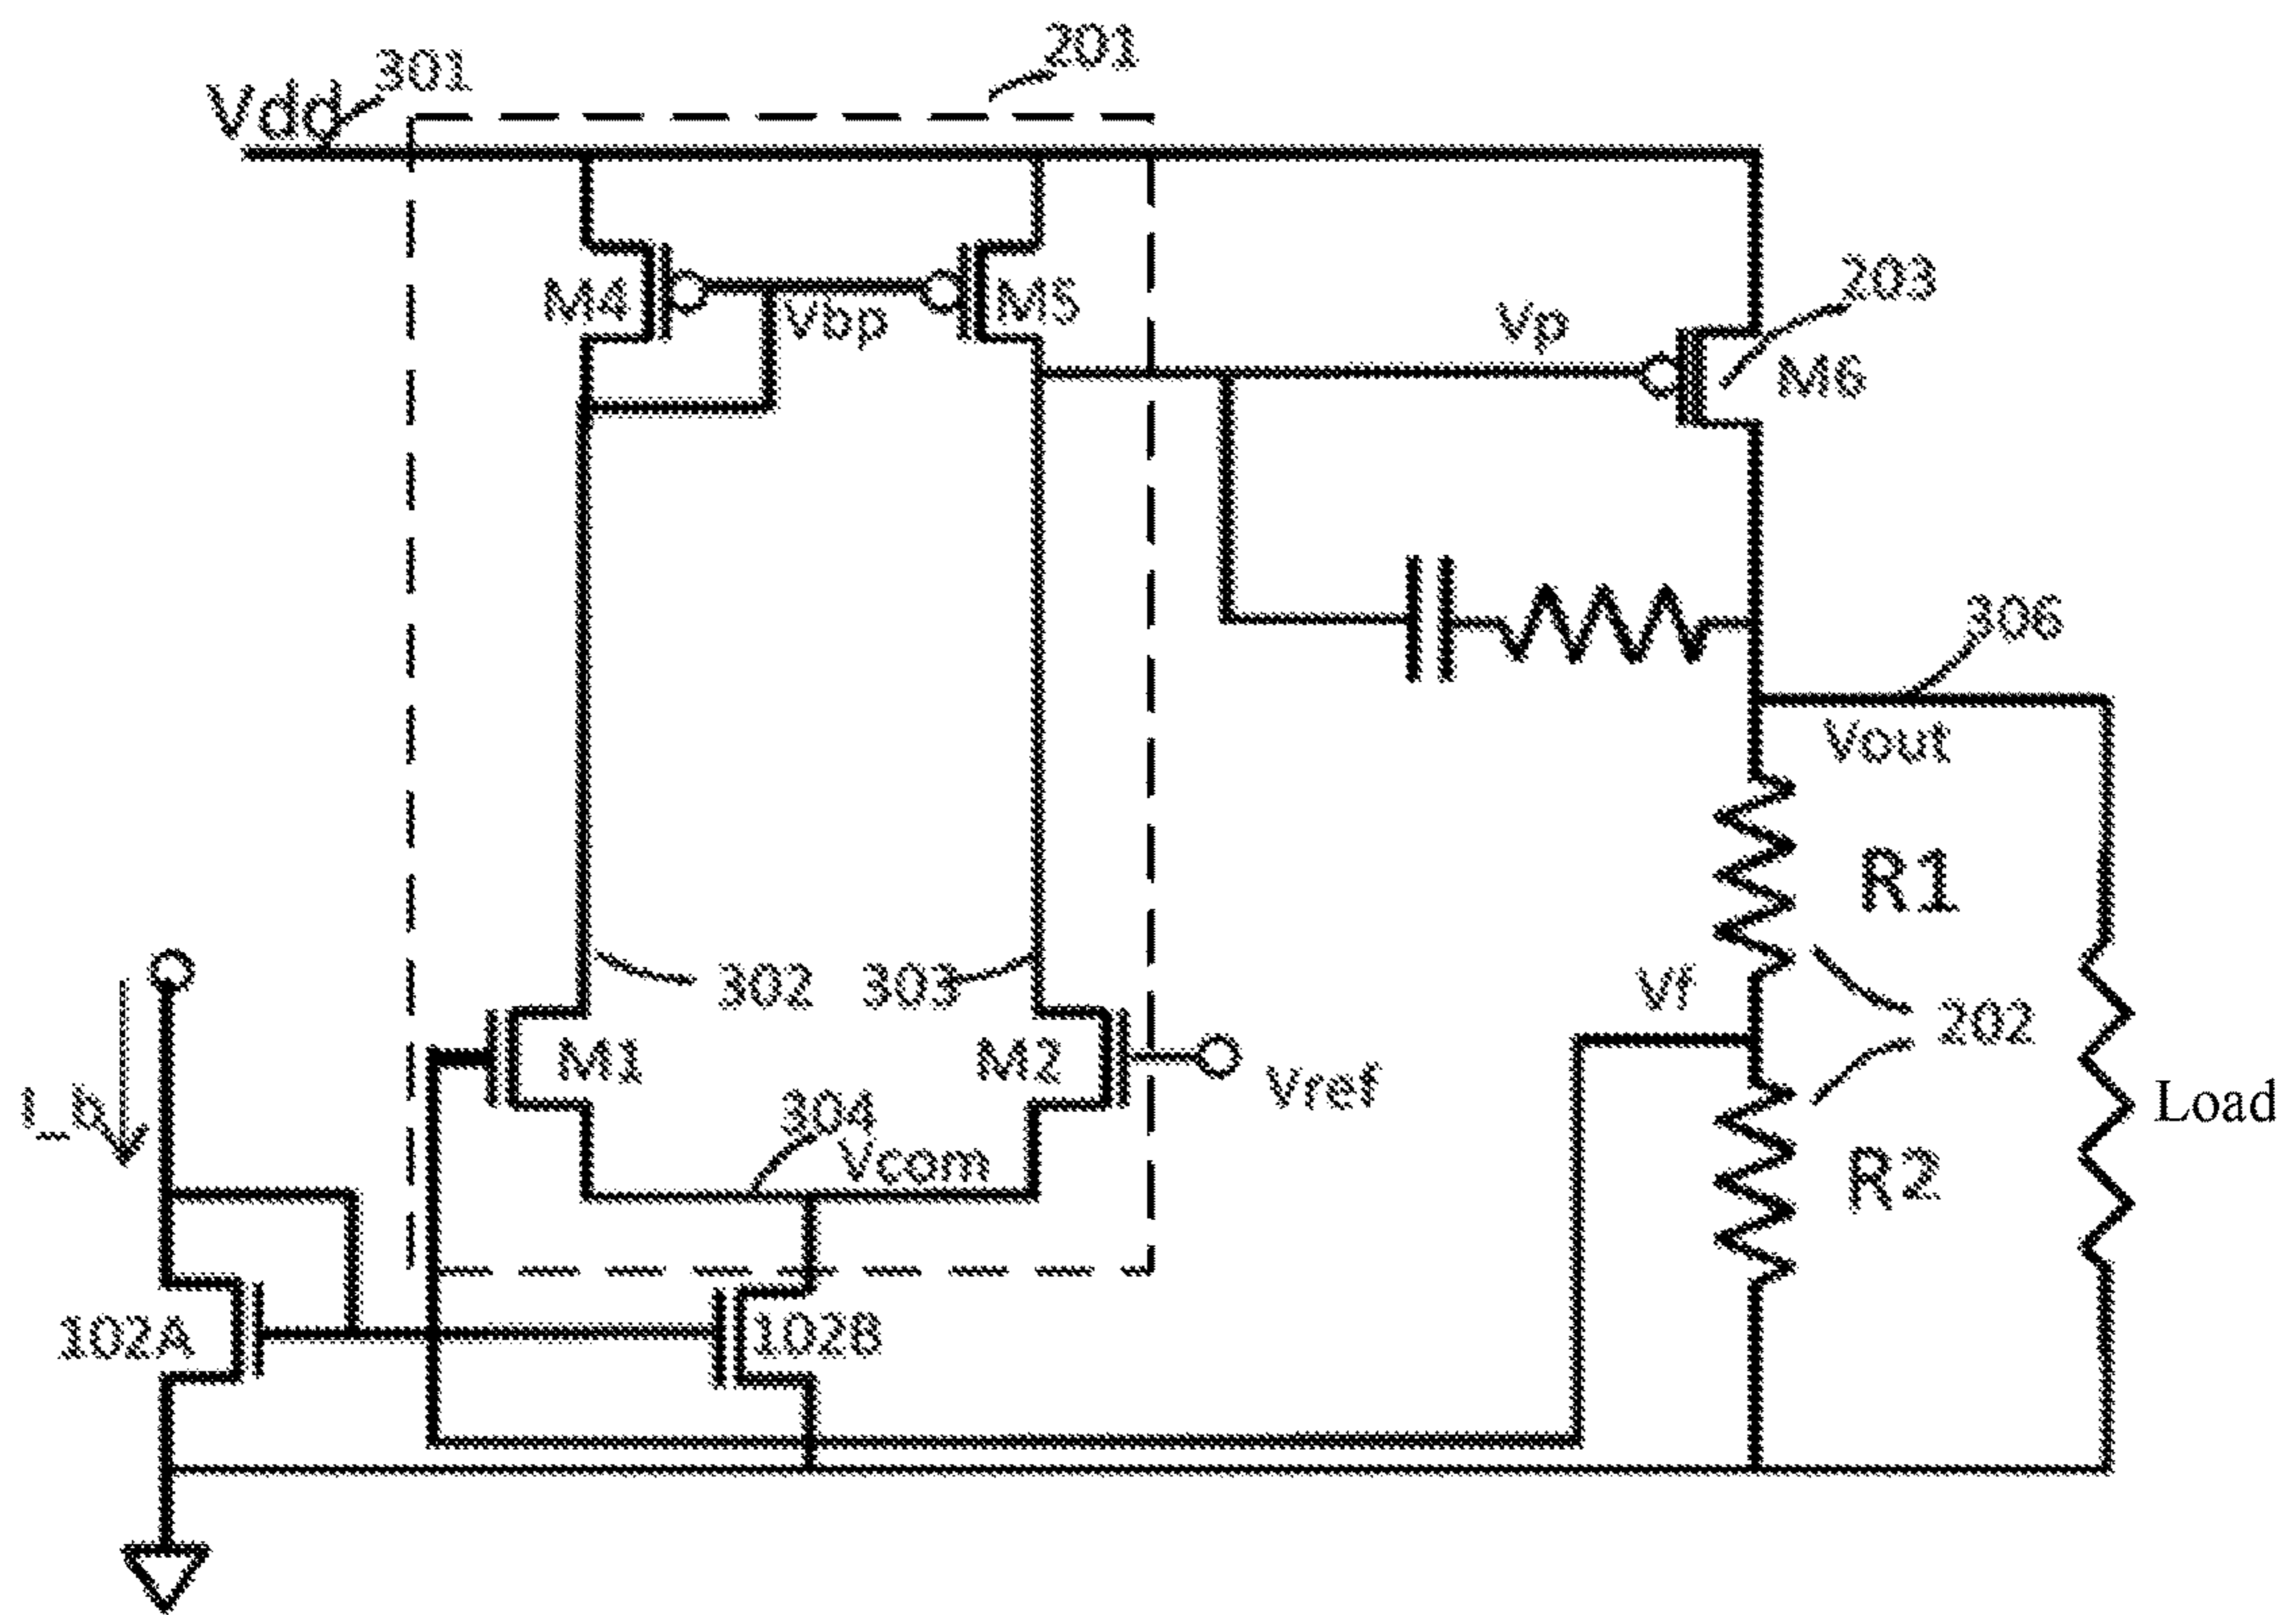 201
301
Vdd
203
M4
Vbp
M5
Vp
M6
306
Vout
R1
302
303
Vf
202
M1
M2
Vref
304
Vcom
I_b
Load
R2
102A
102B